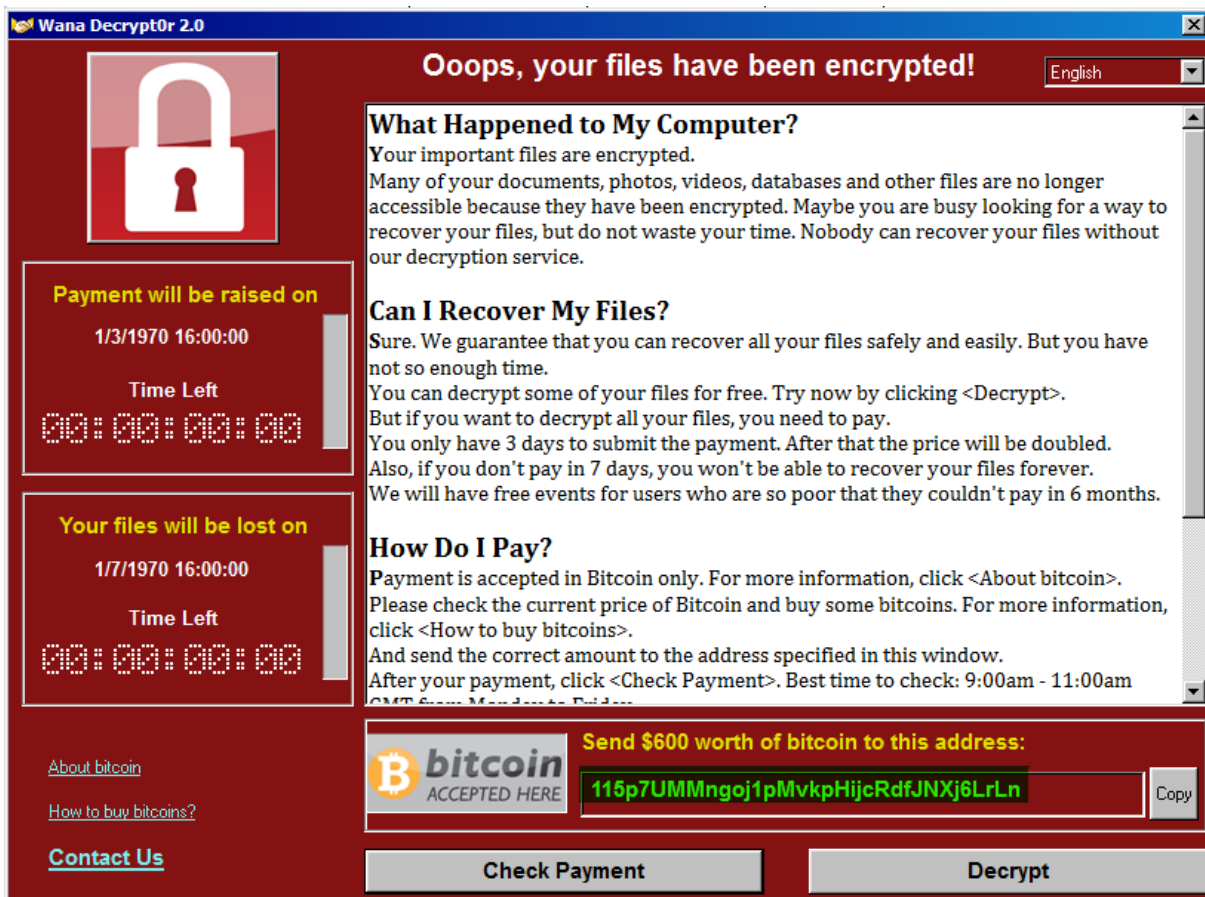 Wana Decrypt0r 2.0
Ooops, your files have been encrypted!
English
Payment will be raised on
1/3/1970 16:00:00
Time Left
00:00:00:00
Your files will be lost on
1/7/1970 16:00:00
Time Left
00:00:00:00
About bitcoin
How to buy bitcoins?
Contact Us
What Happened to My Computer?
Your important files are encrypted.
Many of your documents, photos, videos, databases and other files are no longer
accessible because they have been encrypted. Maybe you are busy looking for a way to
recover your files, but do not waste your time. Nobody can recover your files without
our decryption service.
Can I Recover My Files?
Sure. We guarantee that you can recover all your files safely and easily. But you have
not so enough time.
You can decrypt some of your files for free. Try now by clicking <Decrypt>.
But if you want to decrypt all your files, you need to pay.
You only have 3 days to submit the payment. After that the price will be doubled.
Also, if you don't pay in 7 days, you won't be able to recover your files forever.
We will have free events for users who are so poor that they couldn't pay in 6 months.
How Do I Pay?
Payment is accepted in Bitcoin only. For more information, click <About bitcoin>.
Please check the current price of Bitcoin and buy some bitcoins. For more information,
click <How to buy bitcoins>.
And send the correct amount to the address specified in this window.
After your payment, click <Check Payment>. Best time to check: 9:00am - 11:00am
GMT from Monday to Friday
bitcoin
ACCEPTED HERE
Send $600 worth of bitcoin to this address:
115p7UMMngoj1pMvkpHijcRdfJNXj6LrLn
Copy
Check Payment
Decrypt